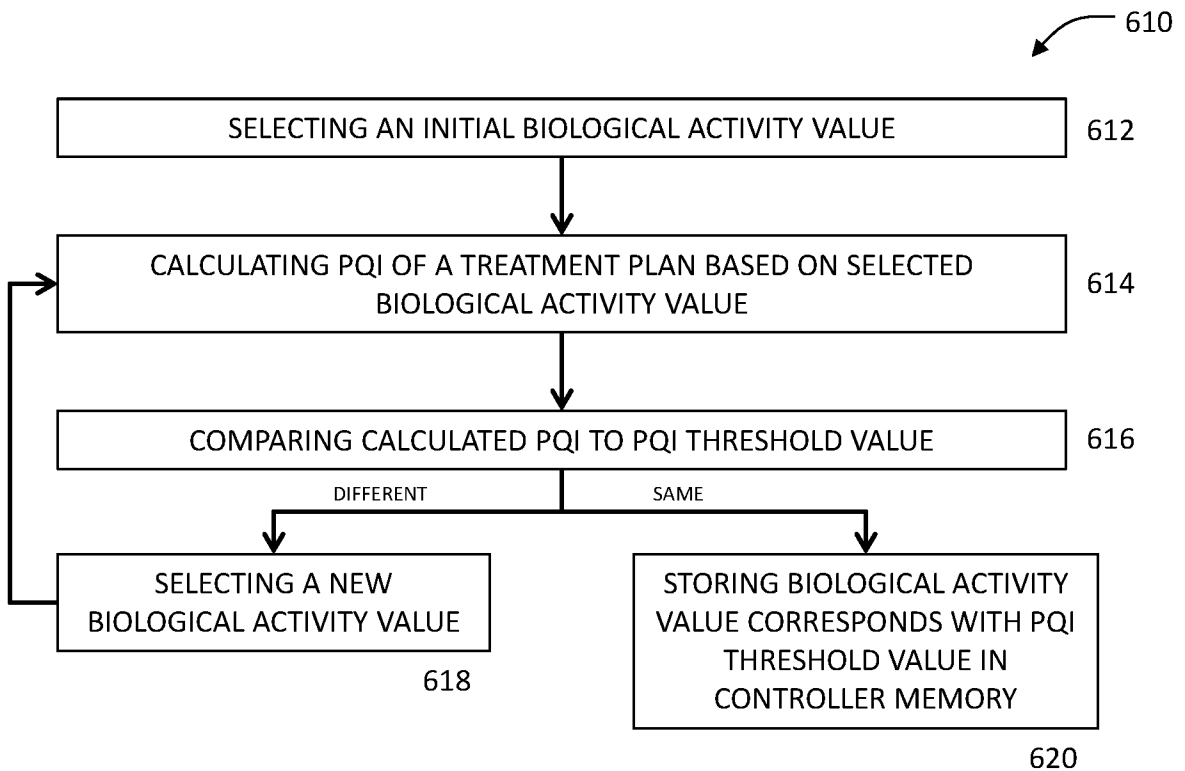 610
SELECTING AN INITIAL BIOLOGICAL ACTIVITY VALUE
612
CALCULATING PQI OF A TREATMENT PLAN BASED ON SELECTED
BIOLOGICAL ACTIVITY VALUE
614
COMPARING CALCULATED PQI TO PQI THRESHOLD VALUE
616
DIFFERENT
SAME
SELECTING A NEW
BIOLOGICAL ACTIVITY VALUE
618
STORING BIOLOGICAL ACTIVITY
VALUE CORRESPONDS WITH PQI
THRESHOLD VALUE IN
CONTROLLER MEMORY
620